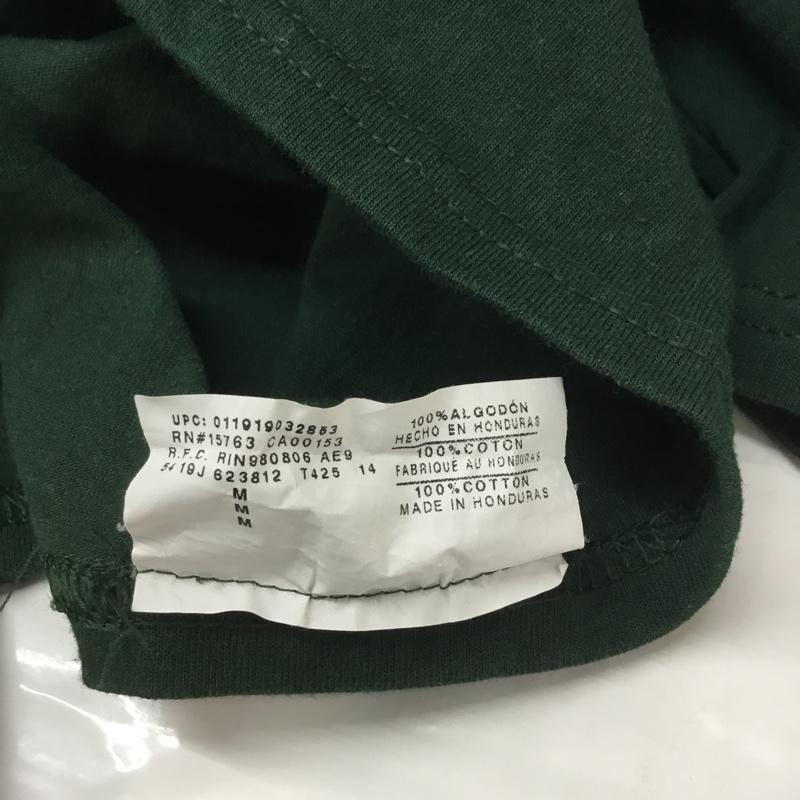 UPC: 011919032853
RN#15763 CA00153
R.F.C. RIN980806 AE9
5419J 623812 T425 14
M
M
M
100% ALGODÓN
HECHO EN HONDURAS
100% COTON
FABRIQUÉ AU HONDURAS
100% COTTON
MADE IN HONDURAS